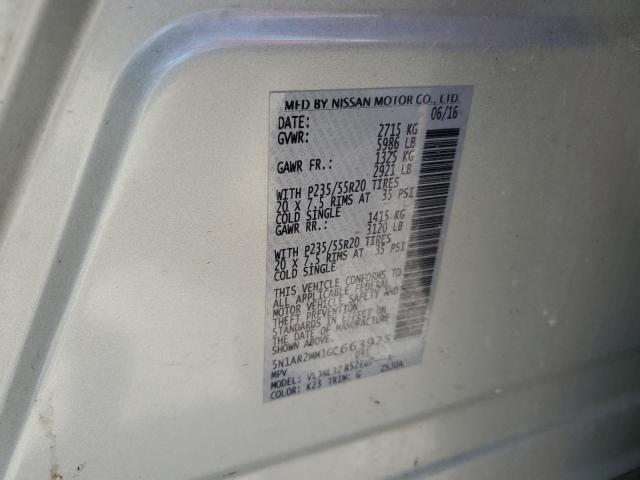 MFD BY NISSAN MOTOR CO., LTD.
DATE: 06/16
GVWR: 2715 KG
5986 LB
GAWR FR.: 1325 KG
2921 LB
WITH P235/55R20 TIRES
20 X 7.5 RIMS AT 35 PSI
COLD SINGLE
GAWR RR.: 1415 KG
3120 LB
WITH P235/55R20 TIRES
20 X 7.5 RIMS AT 35 PSI
COLD SINGLE
THIS VEHICLE CONFORMS TO
ALL APPLICABLE FEDERAL
MOTOR VEHICLE SAFETY AND
THEFT PREVENTION
STANDARDS IN EFFECT ON
THE DATE OF MANUFACTURE
5N1AR2MM1GC663925
MPV
MODEL:
COLOR: K23 TRIM: G